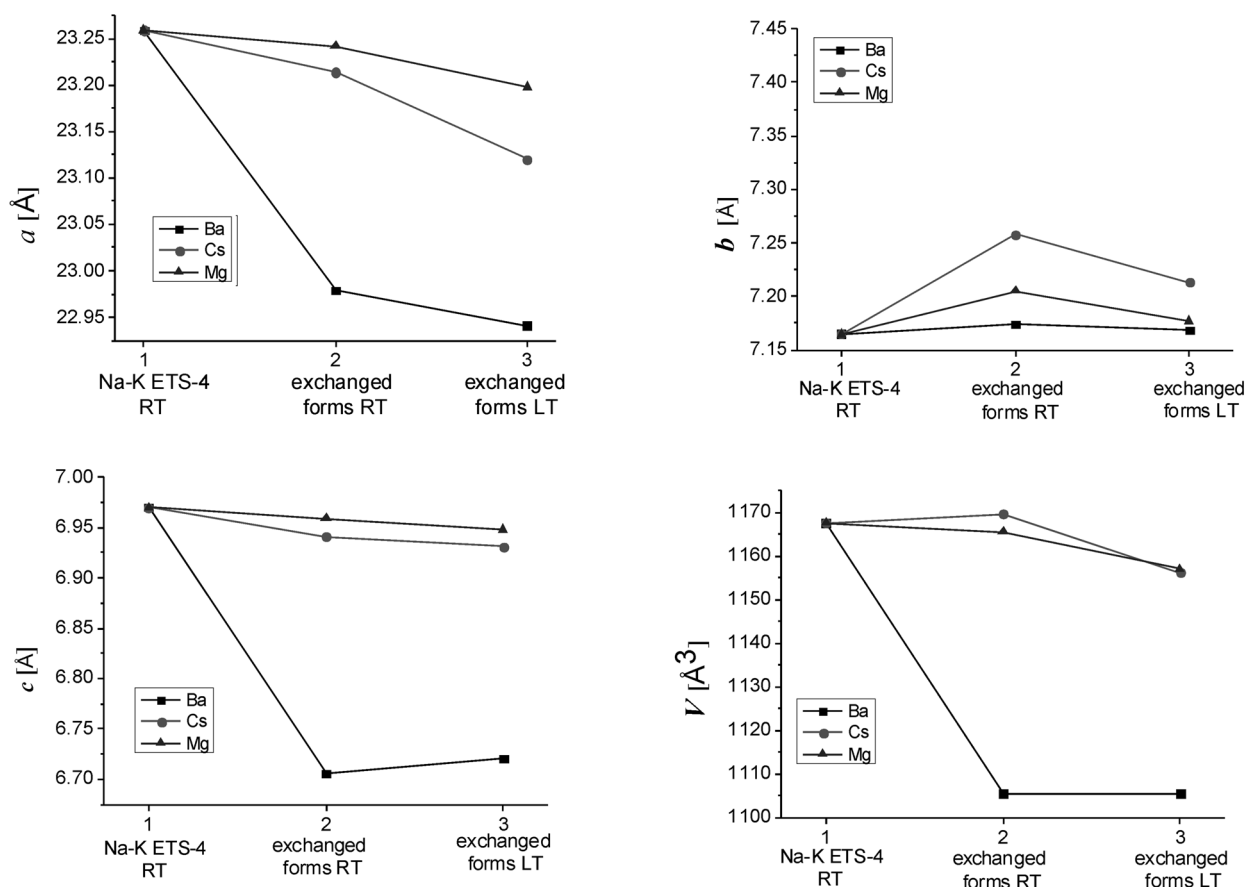 23.25
23.20
23.15
23.10
23.05
23.00
22.95
a [Å]
Ba
Cs
Mg
1
2
3
Na-K ETS-4
RT
exchanged
forms RT
exchanged
forms LT
7.45
7.40
7.35
7.30
7.25
7.20
7.15
b [Å]
Ba
Cs
Mg
1
2
3
Na-K ETS-4
RT
exchanged
forms RT
exchanged
forms LT
7.00
6.95
6.90
6.85
6.80
6.75
6.70
c [Å]
Ba
Cs
Mg
1
2
3
Na-K ETS-4
RT
exchanged
forms RT
exchanged
forms LT
1170
1160
1150
1140
1130
1120
1110
1100
V [Å³]
Ba
Cs
Mg
1
2
3
Na-K ETS-4
RT
exchanged
forms RT
exchanged
forms LT